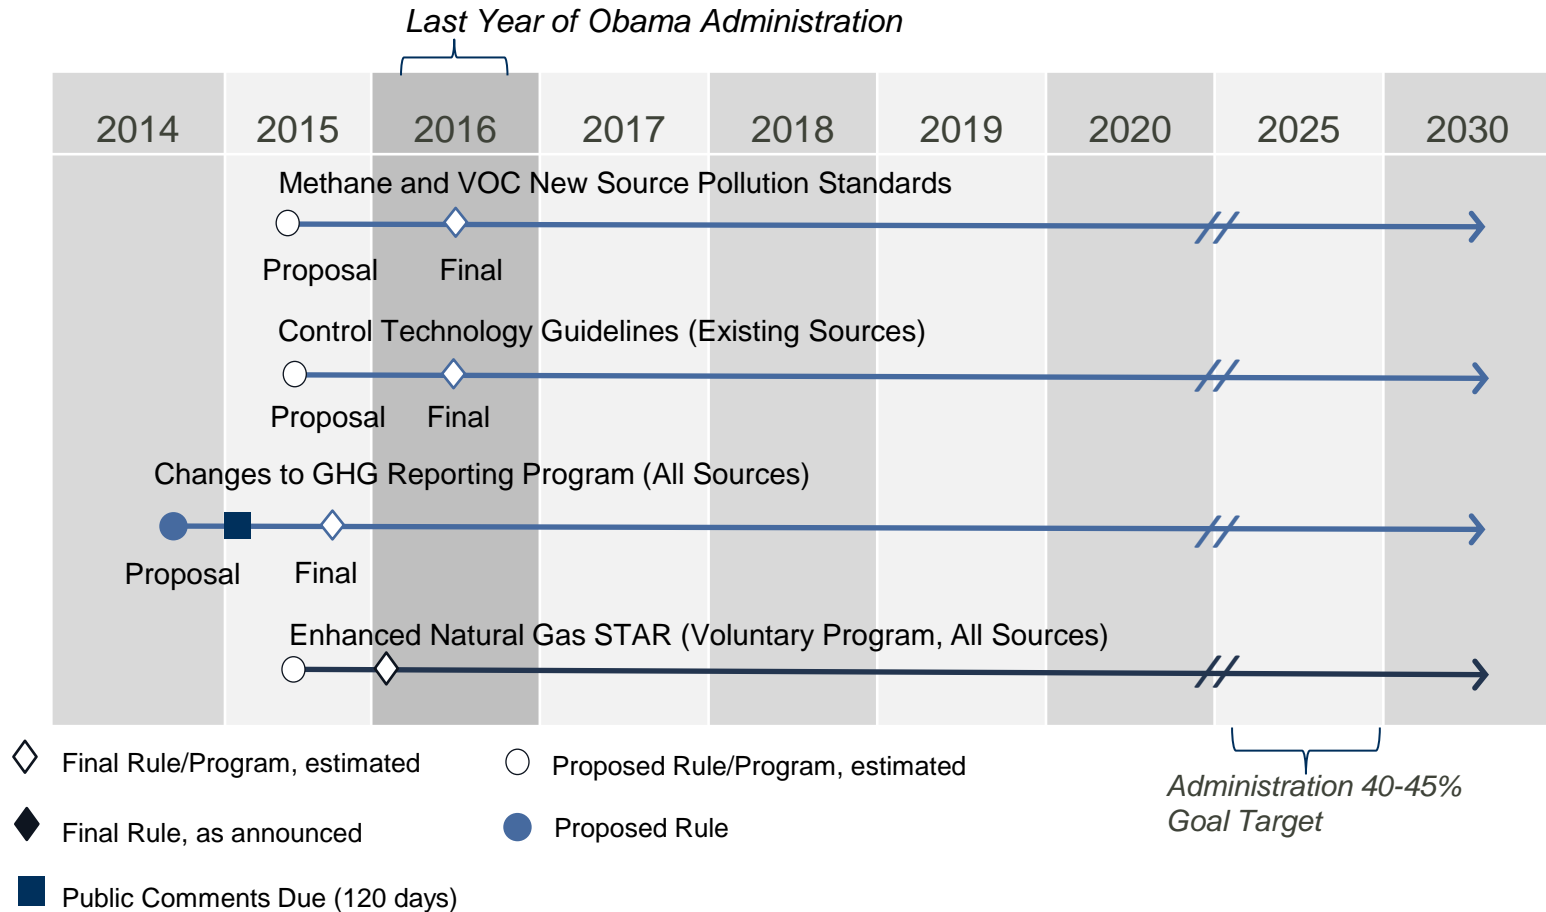 Last Year of Obama Administration
2014 2015 2016 2017 2018 2019 2020 2025 2030
Methane and VOC New Source Pollution Standards
Proposal Final
Control Technology Guidelines (Existing Sources)
Proposal Final
Changes to GHG Reporting Program (All Sources)
Proposal Final
Enhanced Natural Gas STAR (Voluntary Program, All Sources)
Final Rule/Program, estimated
Proposed Rule/Program, estimated
Final Rule, as announced
Proposed Rule
Public Comments Due (120 days)
Administration 40-45%
Goal Target